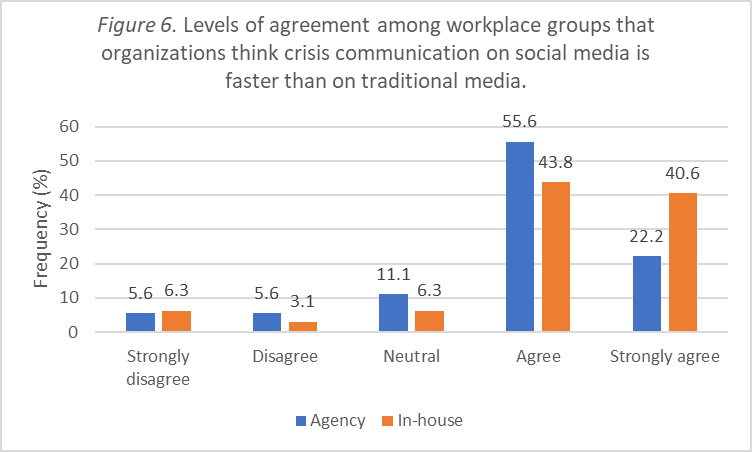 Figure 6. Levels of agreement among workplace groups that
organizations think crisis communication on social media is
faster than on traditional media.
Frequency (%)
60
50
40
30
20
10
0
5.6
6.3
5.6
3.1
11.1
6.3
55.6
43.8
22.2
40.6
Strongly
disagree
Disagree
Neutral
Agree
Strongly agree
Agency
In-house